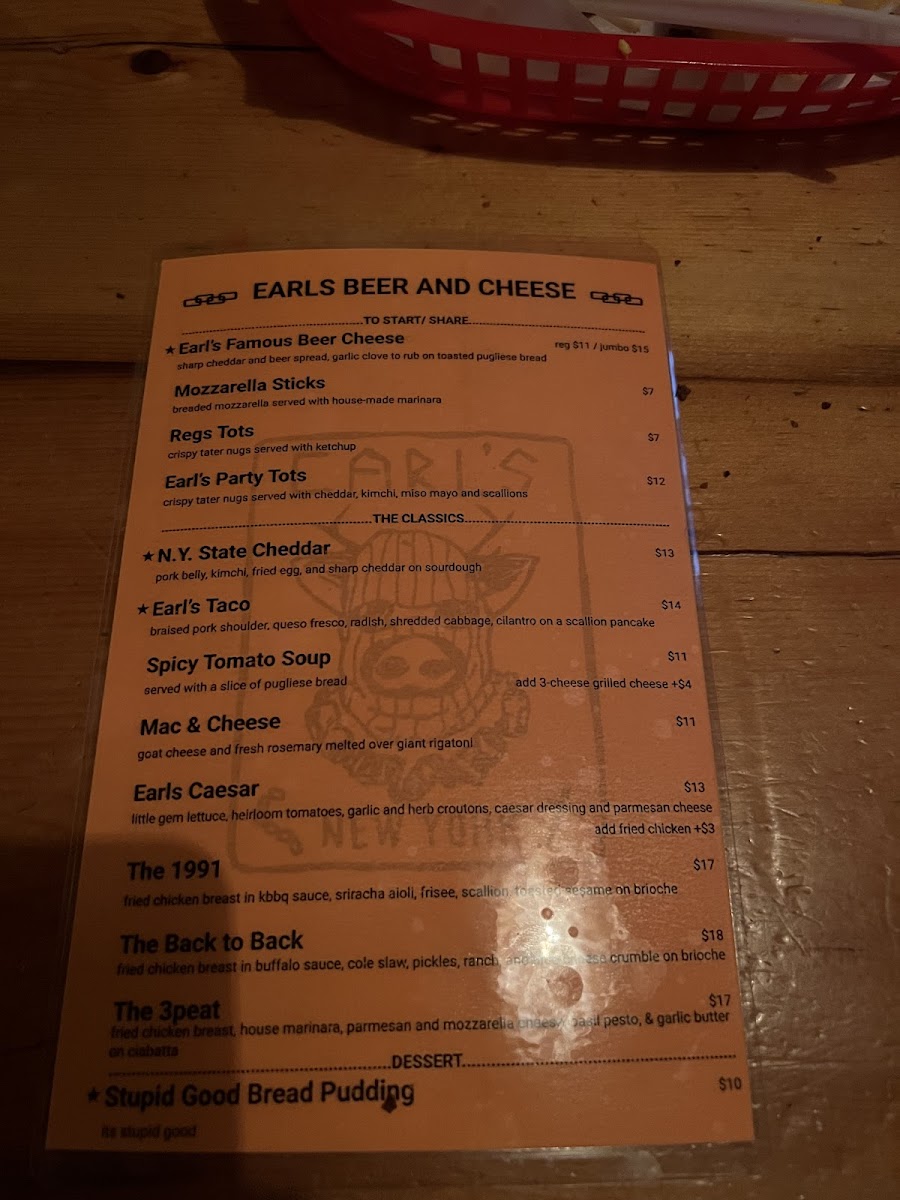 EARLS BEER AND CHEESE
TO START/ SHARE
★ Earl's Famous Beer Cheese reg $11 / jumbo $15
sharp cheddar and beer spread, garlic clove to rub on toasted pugliese bread
Mozzarella Sticks $7
breaded mozzarella served with house-made marinara
Regs Tots $7
crispy tater nugs served with ketchup
Earl's Party Tots $12
crispy tater nugs served with cheddar, kimchi, miso mayo and scallions
THE CLASSICS
★ N.Y. State Cheddar $13
pork belly, kimchi, fried egg, and sharp cheddar on sourdough
★ Earl's Taco $14
braised pork shoulder, queso fresco, radish, shredded cabbage, cilantro on a scallion pancake
Spicy Tomato Soup $11
served with a slice of pugliese bread add 3-cheese grilled cheese +$4
Mac & Cheese $11
goat cheese and fresh rosemary melted over giant rigatoni
Earls Caesar $13
little gem lettuce, heirloom tomatoes, garlic and herb croutons, caesar dressing and parmesan cheese
add fried chicken +$3
The 1991 $17
fried chicken breast in kbbq sauce, sriracha aioli, frisee, scallion, toasted sesame on brioche
The Back to Back $18
fried chicken breast in buffalo sauce, cole slaw, pickles, ranch, and crumble on brioche
The 3peat $17
fried chicken breast, house marinara, parmesan and mozzarella basil pesto, & garlic butter
on ciabatta
DESSERT
★ Stupid Good Bread Pudding $10
its stupid good
EARL'S
NEW YORK